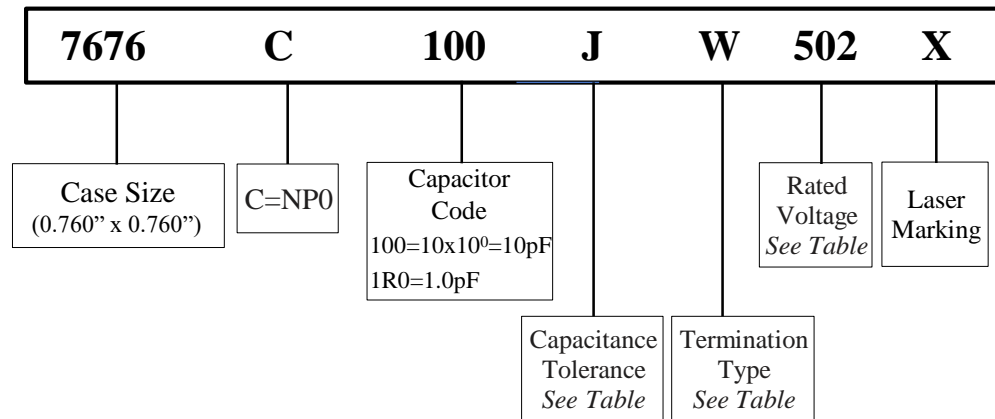 7676 C 100 J W 502 X
Case Size
(0.760” x 0.760”)
C=NP0
Capacitor
Code
100=10x10⁰=10pF
1R0=1.0pF
Rated
Voltage
See Table
Laser
Marking
Capacitance
Tolerance
See Table
Termination
Type
See Table